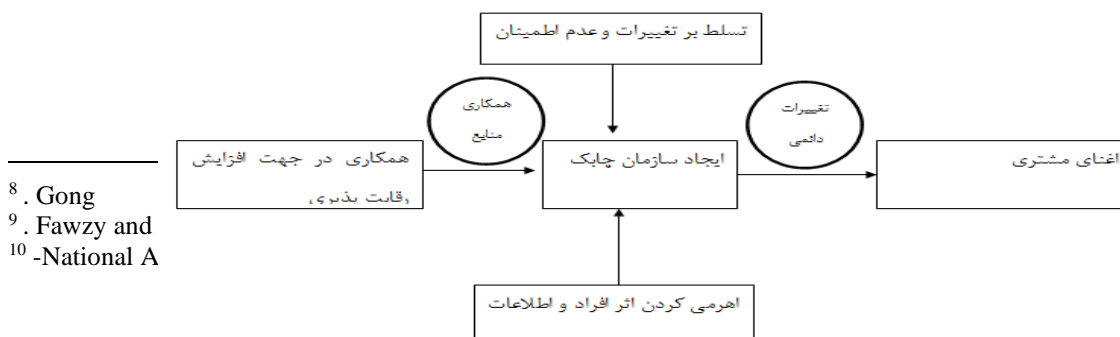 تسلط بر تغییرات و عدم اطمینان
همکاری
منابع
تغییرات
دائمی
همکاری در جهت افزایش
رقابت پذیری
ایجاد سازمان چابک
اغنای مشتری
اهرمی کردن اثر افراد و اطلاعات
8 . Gong
9 . Fawzy and
10 -National A